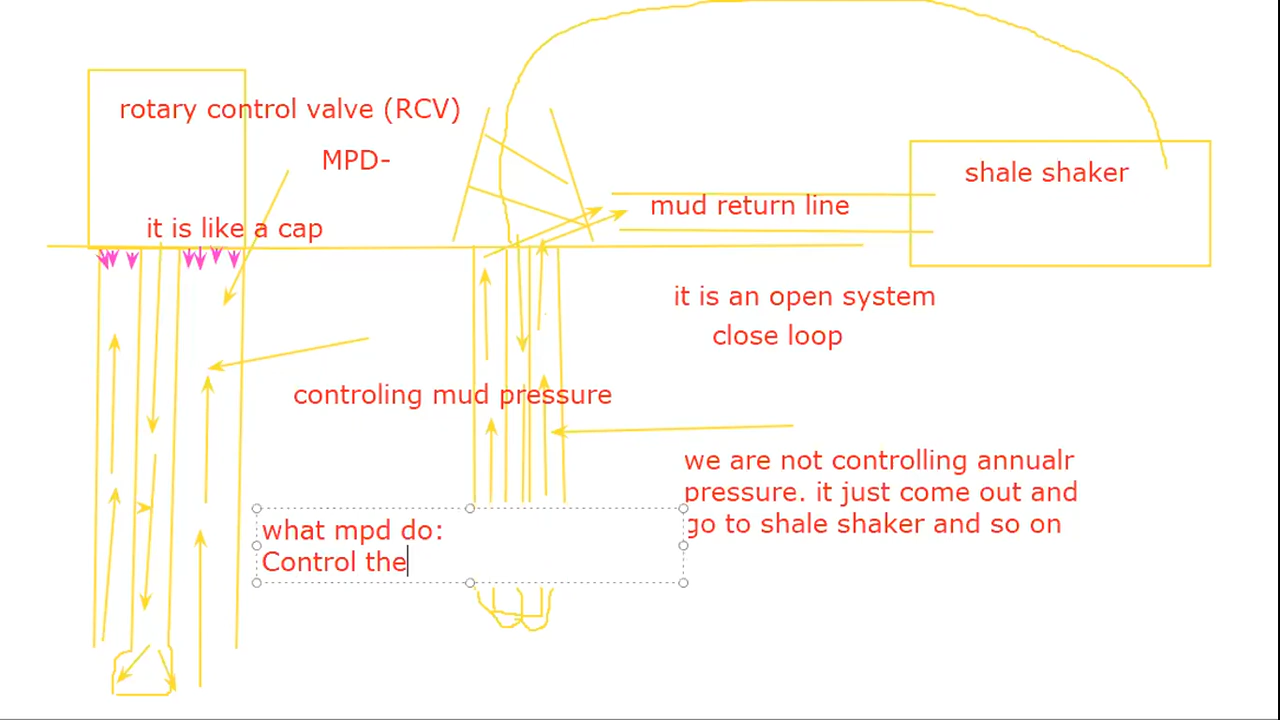 rotary control valve (RCV)
MPD-
shale shaker
mud return line
it is like a cap
it is an open system
close loop
controling mud pressure
we are not controlling annualr
pressure. it just come out and
go to shale shaker and so on
what mpd do:
Control the